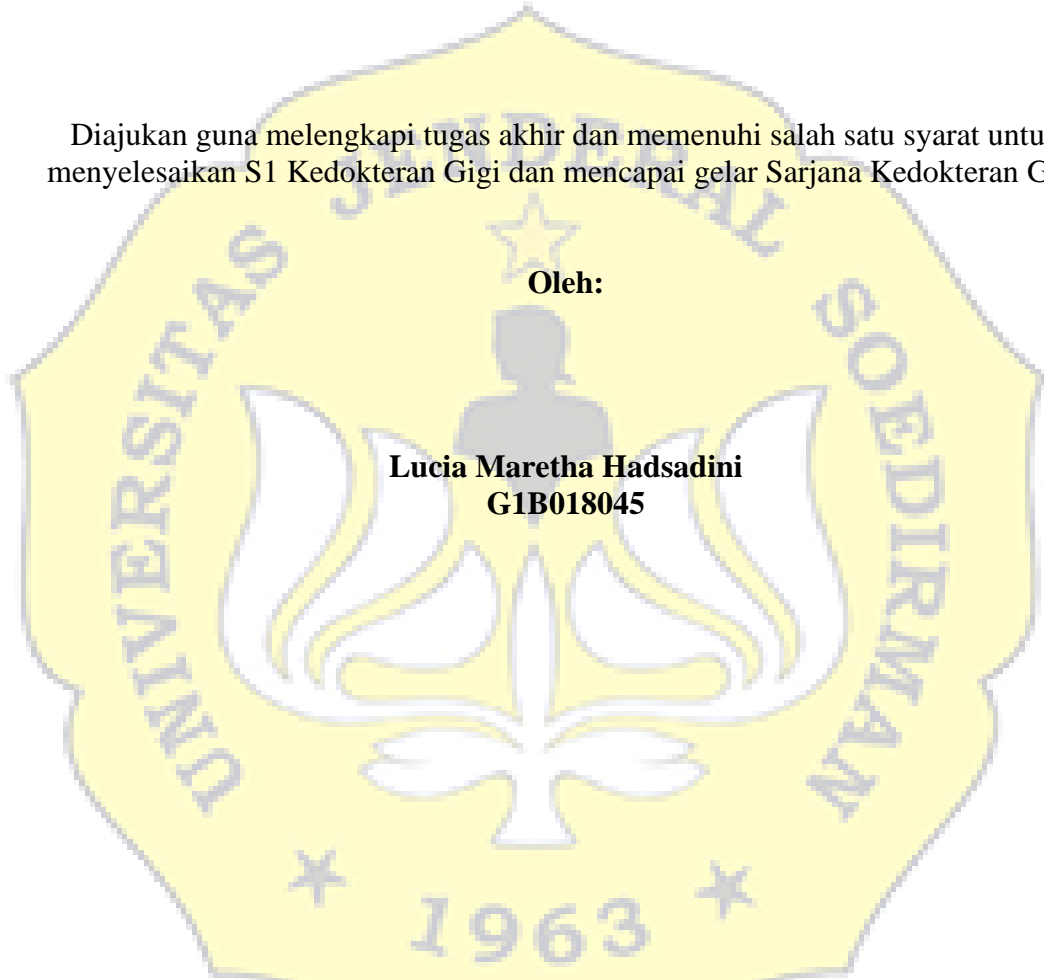 Diajukan guna melengkapi tugas akhir dan memenuhi salah satu syarat untu
menyelesaikan S1 Kedokteran Gigi dan mencapai gelar Sarjana Kedokteran G
UNIVERSITAS JENDERAL SOEDIRMAN
Oleh:
Lucia Maretha Hadsadini
G1B018045
1963